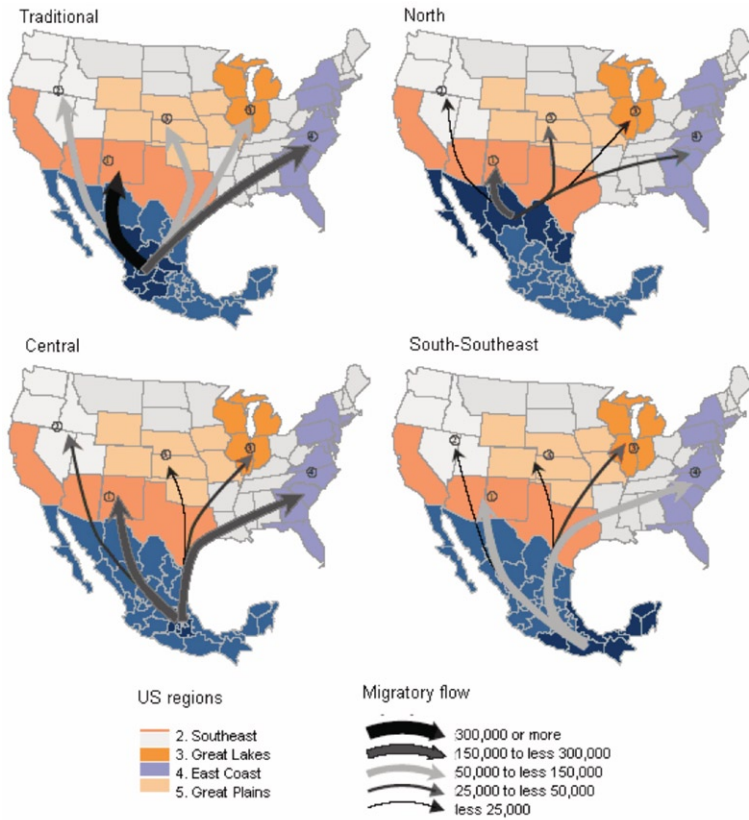 Traditional
North
Central
South-Southeast
US regions
2. Southeast
3. Great Lakes
4. East Coast
5. Great Plains
Migratory flow
300,000 or more
150,000 to less 300,000
50,000 to less 150,000
25,000 to less 50,000
less 25,000